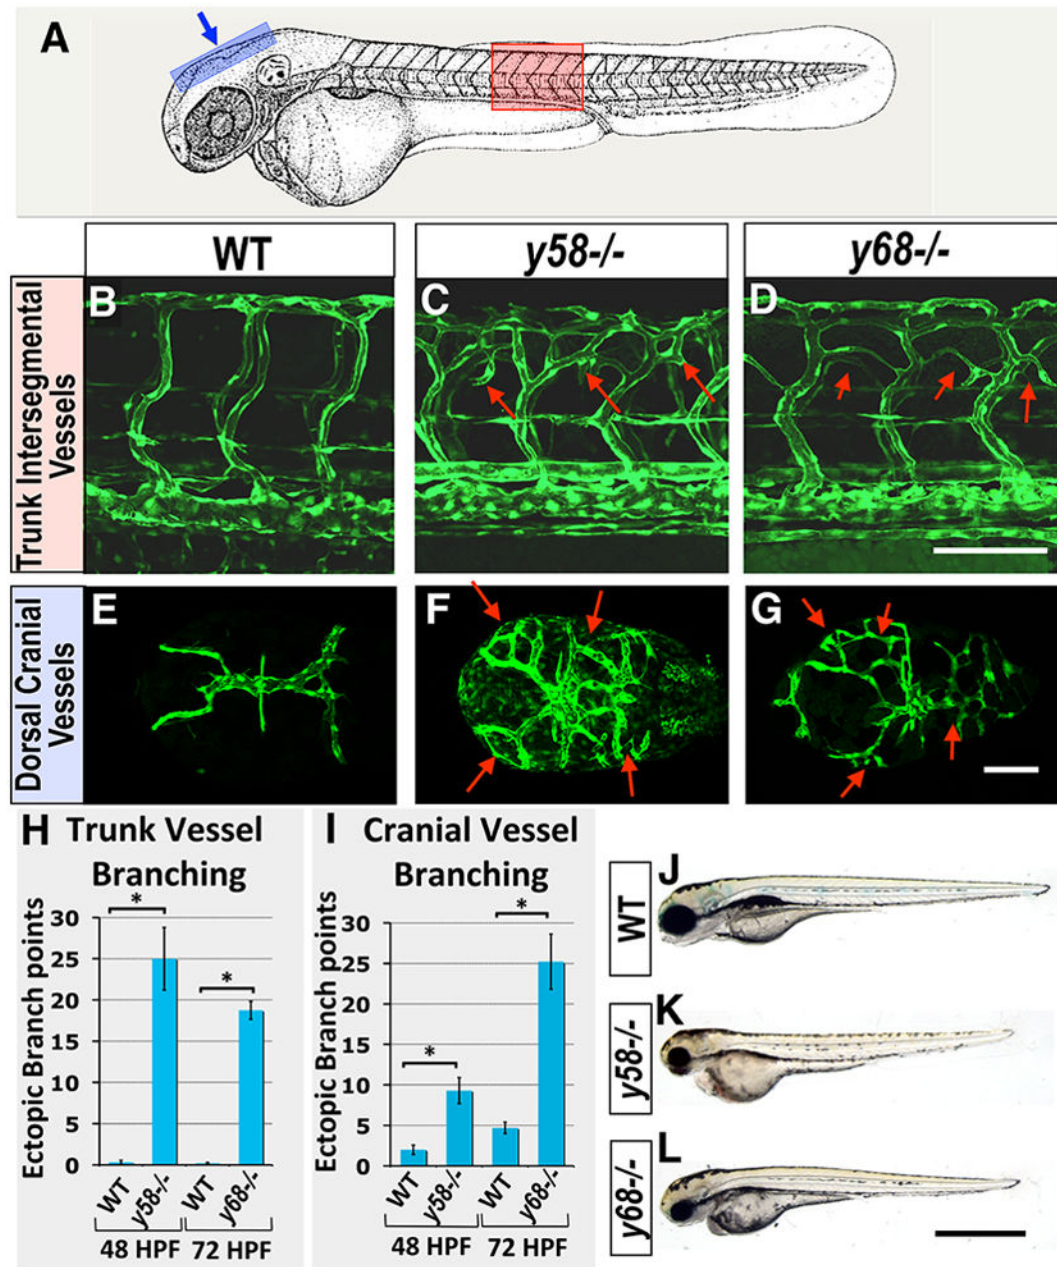 A
WT
y58-/-
y68-/-
Trunk Intersegmental
Vessels
B
C
D
Dorsal Cranial
Vessels
E
F
G
H Trunk Vessel
Branching
Ectopic Branch points
30
25
20
15
10
5
0
*
*
WT
y58-/-
WT
y68-/-
48 HPF
72 HPF
I Cranial Vessel
Branching
Ectopic Branch points
30
25
20
15
10
5
0
*
*
WT
y58-/-
WT
y68-/-
48 HPF
72 HPF
WT
J
y58-/-
K
y68-/-
L